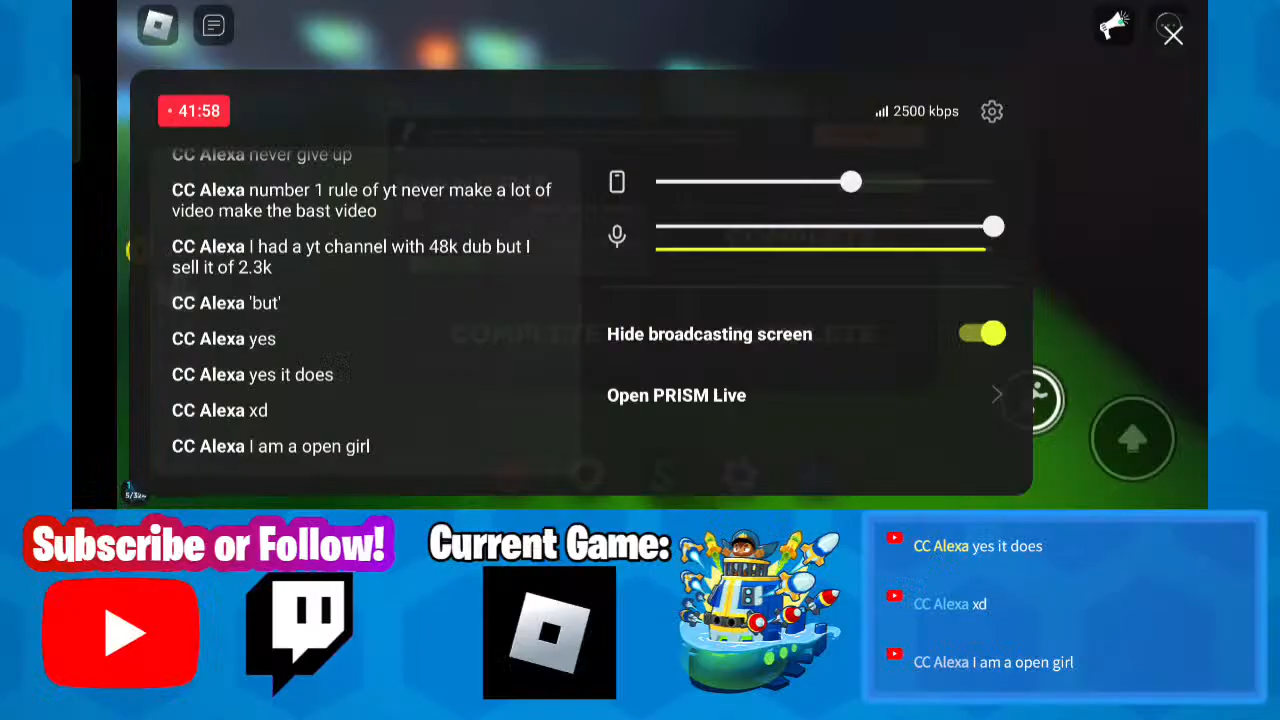 41:58
2500 kbps
CC Alexa never give up
CC Alexa number 1 rule of yt never make a lot of
video make the bast video
CC Alexa I had a yt channel with 48k dub but I
sell it of 2.3k
CC Alexa 'but'
CC Alexa yes
CC Alexa yes it does
CC Alexa xd
CC Alexa I am a open girl
Hide broadcasting screen
Open PRISM Live
Subscribe or Follow!
Current Game:
CC Alexa yes it does
CC Alexa xd
CC Alexa I am a open girl